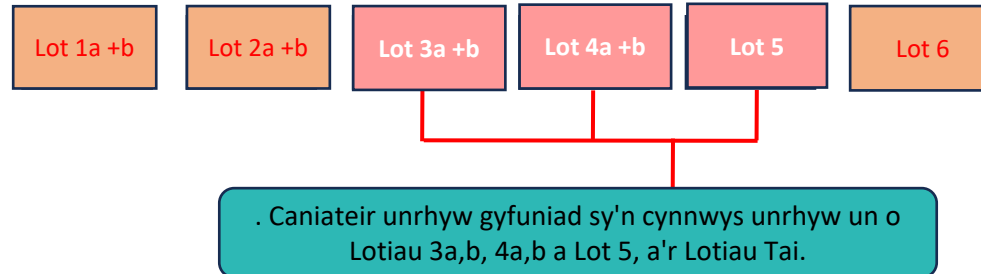 Lot 1a +b
Lot 2a +b
Lot 3a +b
Lot 4a +b
Lot 5
Lot 6
. Caniateir unrhyw gyfuniad sy'n cynnwys unrhyw un o
Lotiau 3a,b, 4a,b a Lot 5, a'r Lotiau Tai.